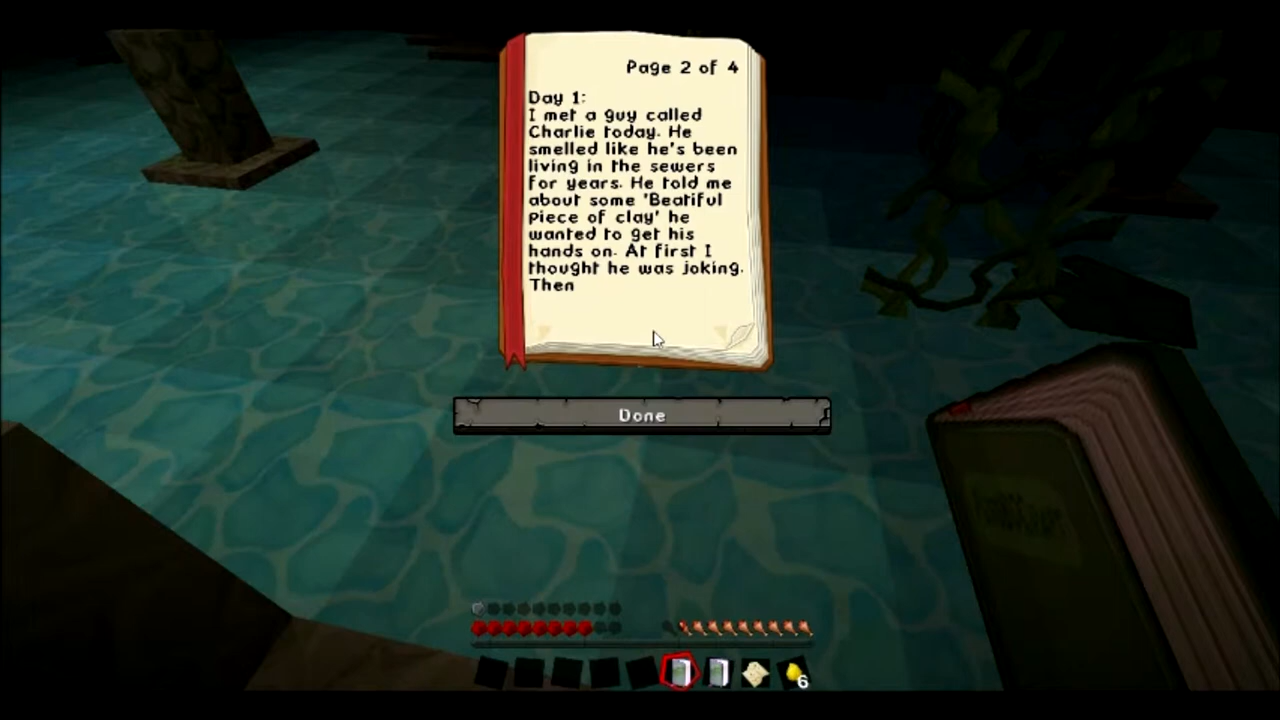 Page 2 of 4
Day 1:
I met a guy called
Charlie today. He
smelled like he's been
living in the sewers
for years. He told me
about some 'Beatiful
piece of clay' he
wanted to get his
hands on. At first I
thought he was joking.
Then
Done
6